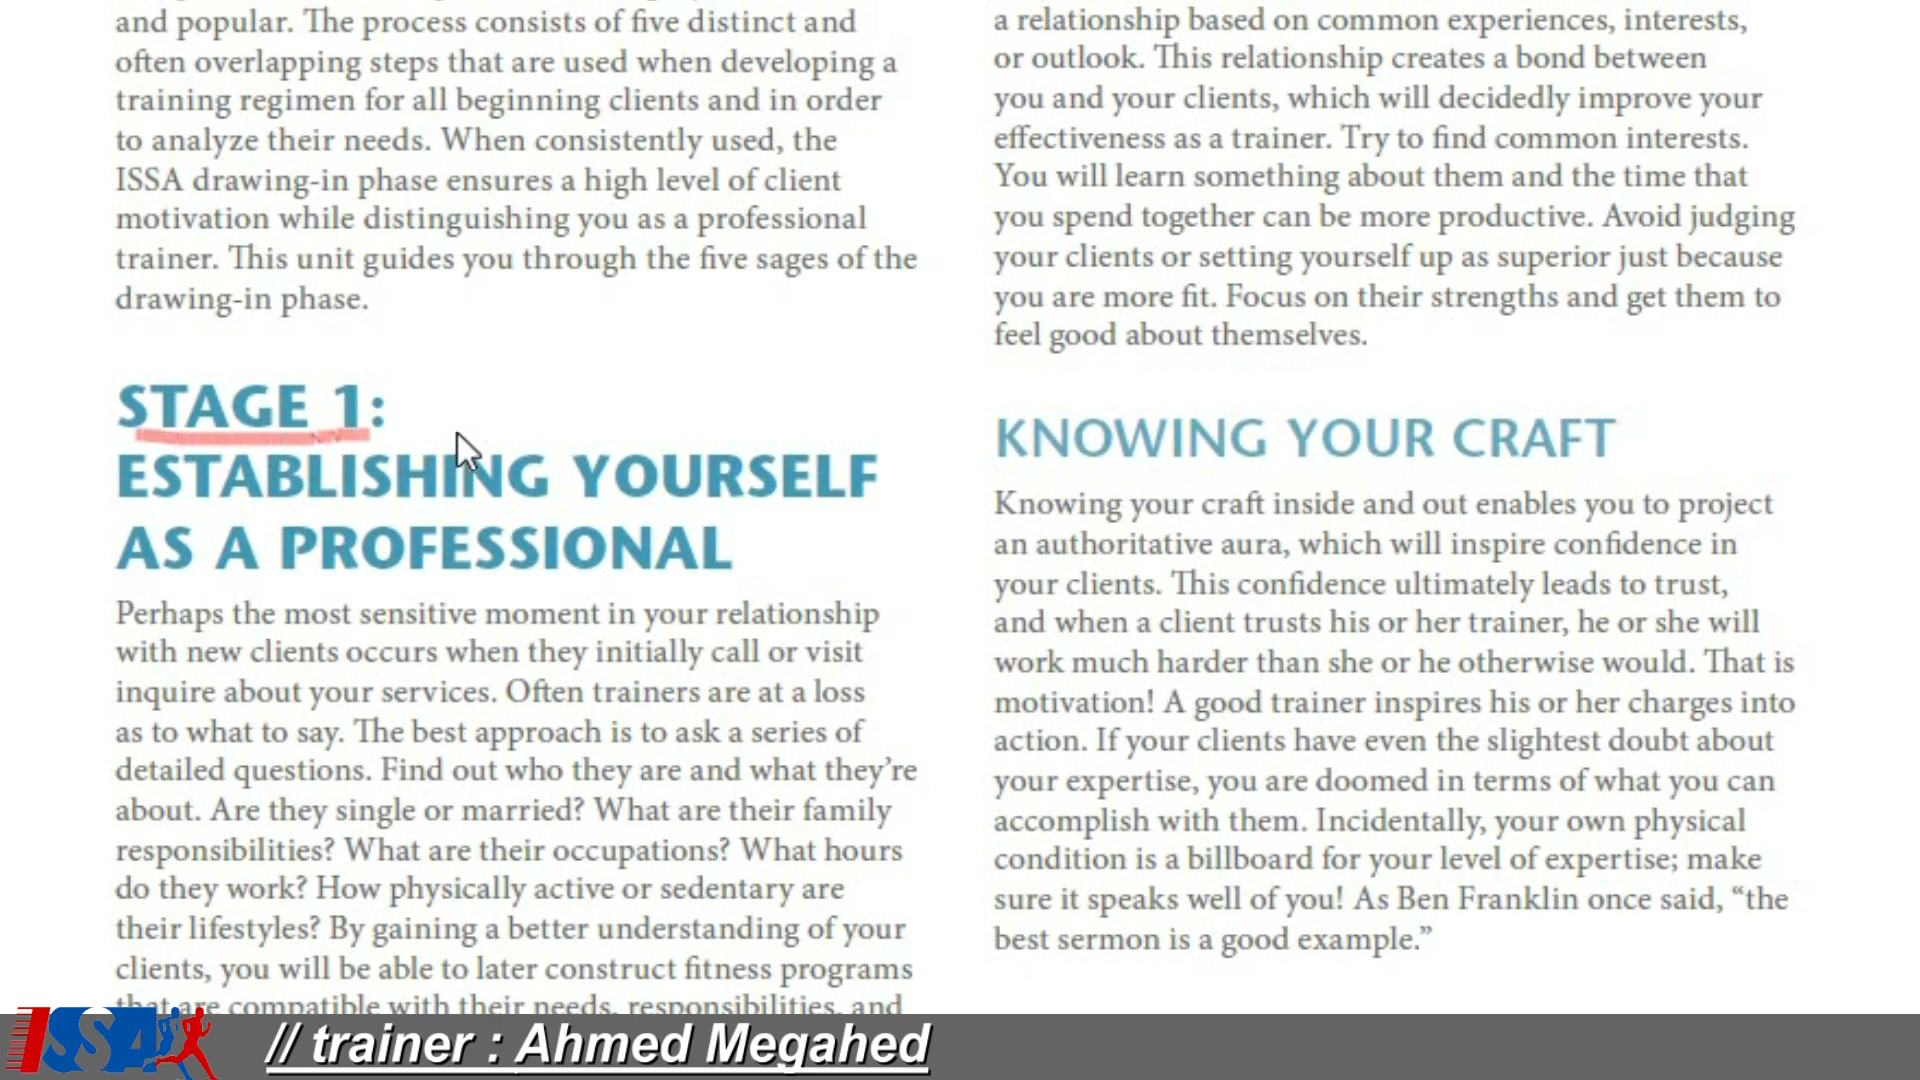 and popular. The process consists of five distinct and
often overlapping steps that are used when developing a
training regimen for all beginning clients and in order
to analyze their needs. When consistently used, the
ISSA drawing-in phase ensures a high level of client
motivation while distinguishing you as a professional
trainer. This unit guides you through the five sages of the
drawing-in phase.
STAGE 1:
ESTABLISHING YOURSELF
AS A PROFESSIONAL
Perhaps the most sensitive moment in your relationship
with new clients occurs when they initially call or visit
inquire about your services. Often trainers are at a loss
as to what to say. The best approach is to ask a series of
detailed questions. Find out who they are and what they're
about. Are they single or married? What are their family
responsibilities? What are their occupations? What hours
do they work? How physically active or sedentary are
their lifestyles? By gaining a better understanding of your
clients, you will be able to later construct fitness programs
that are compatible with their needs, responsibilities, and
a relationship based on common experiences, interests,
or outlook. This relationship creates a bond between
you and your clients, which will decidedly improve your
effectiveness as a trainer. Try to find common interests.
You will learn something about them and the time that
you spend together can be more productive. Avoid judging
your clients or setting yourself up as superior just because
you are more fit. Focus on their strengths and get them to
feel good about themselves.
KNOWING YOUR CRAFT
Knowing your craft inside and out enables you to project
an authoritative aura, which will inspire confidence in
your clients. This confidence ultimately leads to trust,
and when a client trusts his or her trainer, he or she will
work much harder than she or he otherwise would. That is
motivation! A good trainer inspires his or her charges into
action. If your clients have even the slightest doubt about
your expertise, you are doomed in terms of what you can
accomplish with them. Incidentally, your own physical
condition is a billboard for your level of expertise; make
sure it speaks well of you! As Ben Franklin once said, “the
best sermon is a good example.”
ISSA
// trainer : Ahmed Megahed